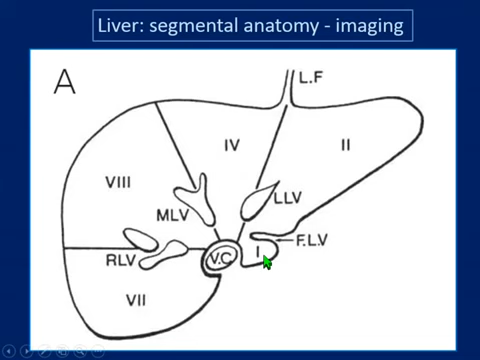 Liver: segmental anatomy - imaging
A
L.F
IV
II
VIII
MLV
LLV
F.L.V
RLV
V.C
I
VII